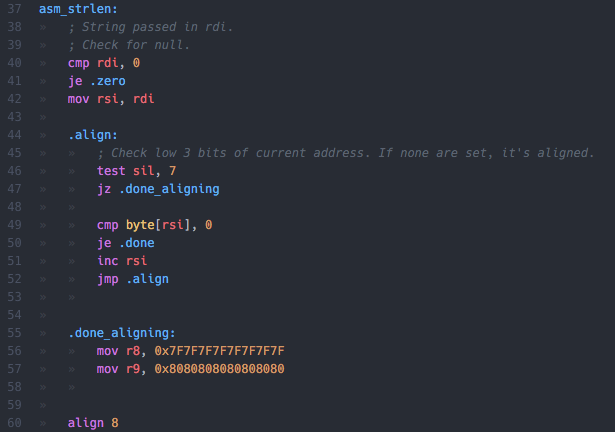 37 asm_strlen:
38 » ; String passed in rdi.
39 » ; Check for null.
40 » cmp rdi, 0
41 » je .zero
42 » mov rsi, rdi
43 »
44 » .align:
45 » » ; Check low 3 bits of current address. If none are set, it's aligned.
46 » » test sil, 7
47 » » jz .done_aligning
48 » »
49 » » cmp byte[rsi], 0
50 » » je .done
51 » » inc rsi
52 » » jmp .align
53 » »
54 »
55 » .done_aligning:
56 » » mov r8, 0x7F7F7F7F7F7F7F7F
57 » » mov r9, 0x8080808080808080
58 » »
59 »
60 » align 8